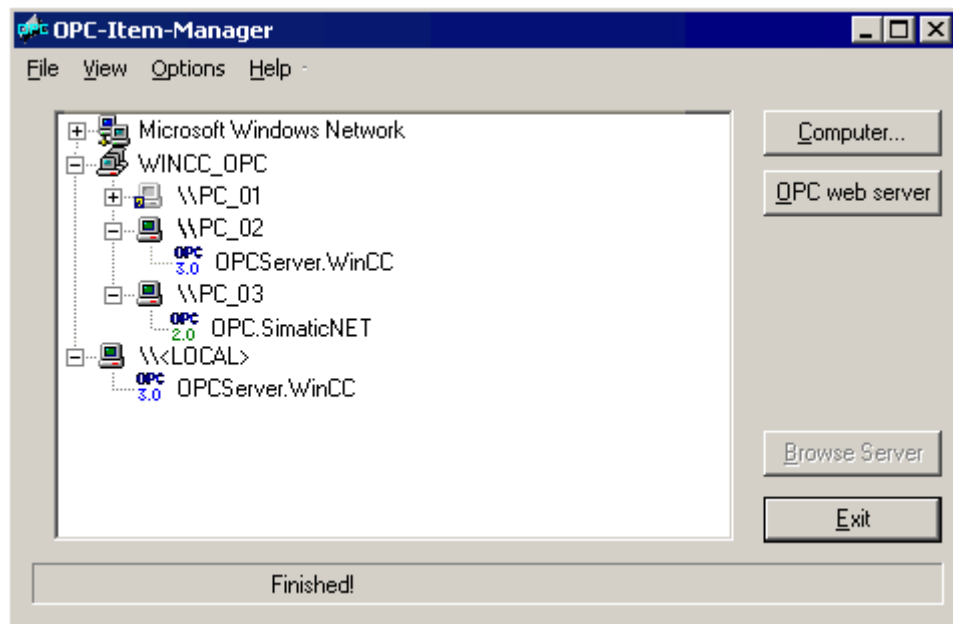 OPC OPC-Item-Manager
File View Options Help
Microsoft Windows Network
Computer...
WINCC_OPC
\\PC_01
OPC web server
\\PC_02
OPC 3.0 OPCServer.WinCC
\\PC_03
OPC 2.0 OPC.SimaticNET
\\<LOCAL>
OPC 3.0 OPCServer.WinCC
Browse Server
Exit
Finished!